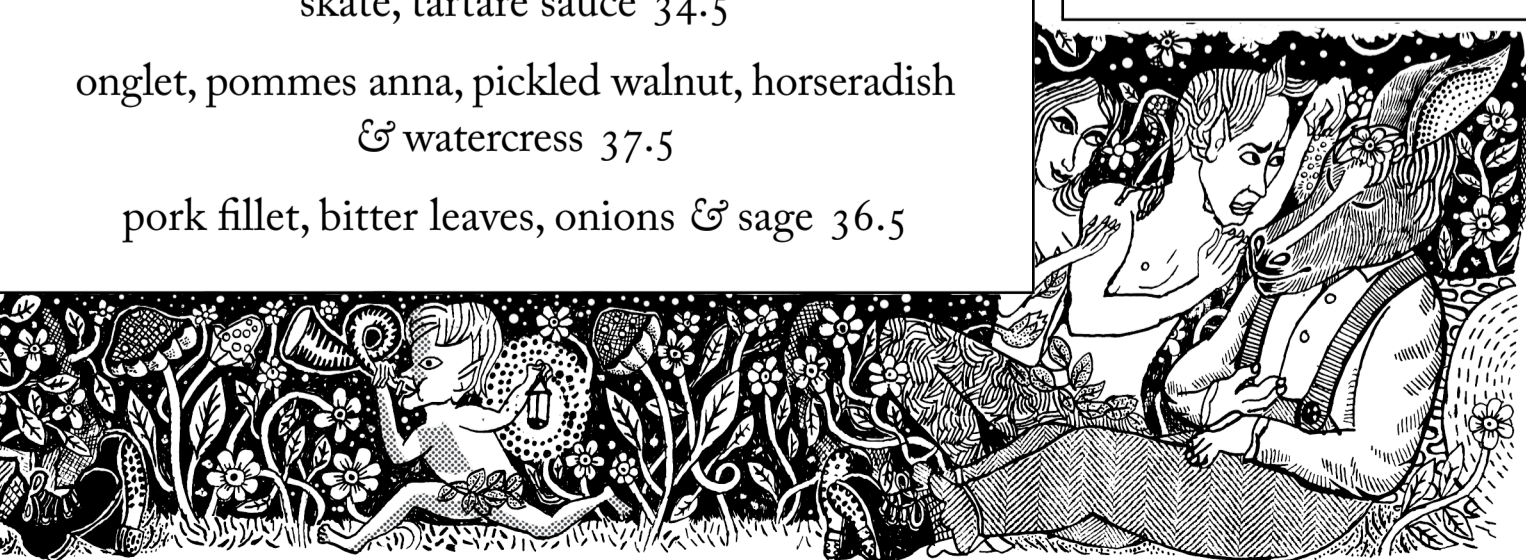 skate, tartare sauce 34.5
onglet, pommes anna, pickled walnut, horseradish
& watercress 37.5
pork fillet, bitter leaves, onions & sage 36.5